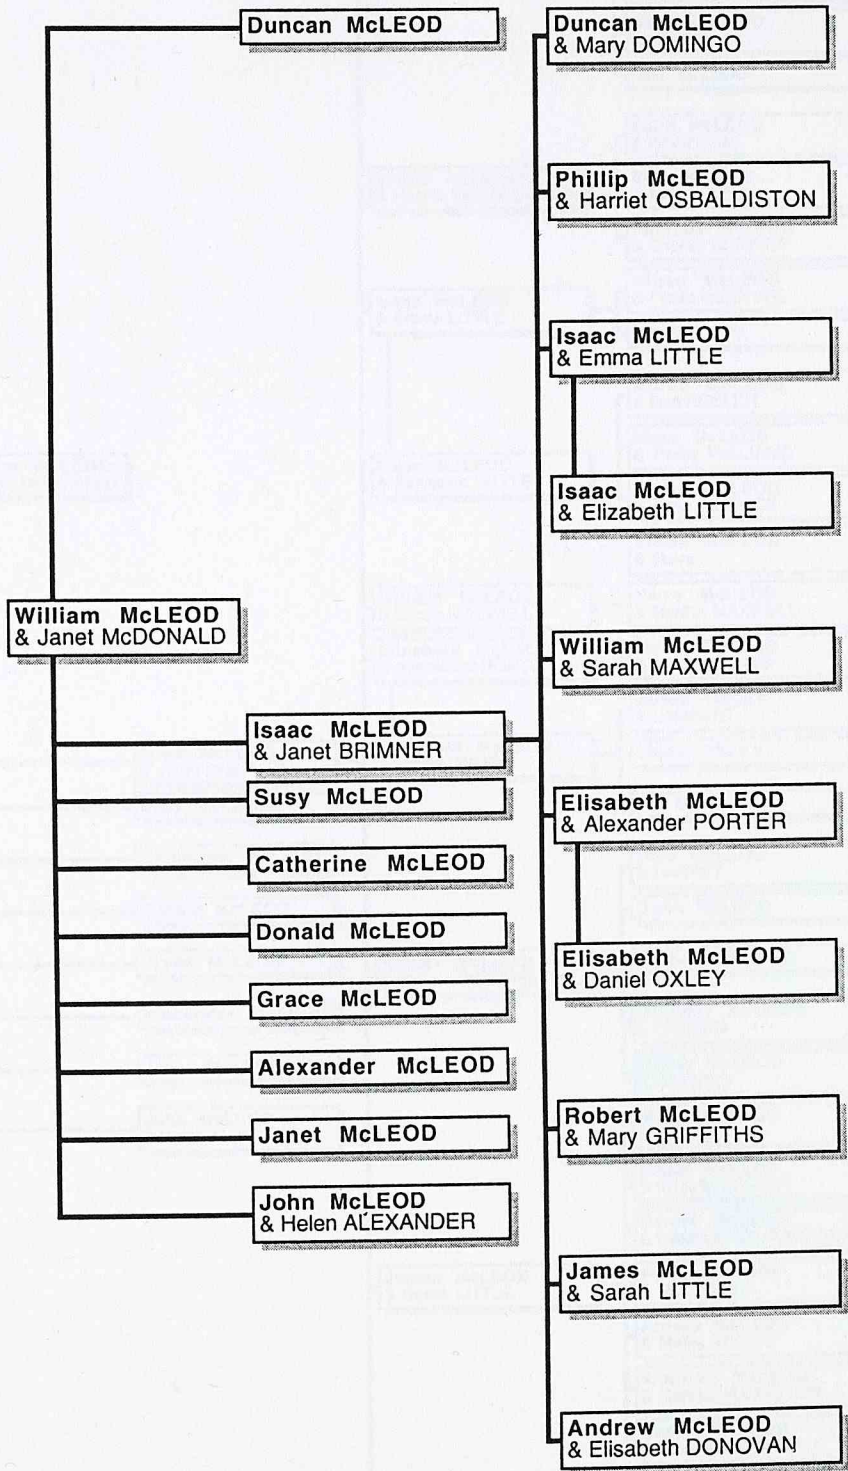 William McLEOD
& Janet McDONALD
Duncan McLEOD
Isaac McLEOD
& Janet BRIMNER
Susy McLEOD
Catherine McLEOD
Donald McLEOD
Grace McLEOD
Alexander McLEOD
Janet McLEOD
John McLEOD
& Helen ALEXANDER
Duncan McLEOD
& Mary DOMINGO
Phillip McLEOD
& Harriet OSBALDISTON
Isaac McLEOD
& Emma LITTLE
Isaac McLEOD
& Elizabeth LITTLE
William McLEOD
& Sarah MAXWELL
Elisabeth McLEOD
& Alexander PORTER
Elisabeth McLEOD
& Daniel OXLEY
Robert McLEOD
& Mary GRIFFITHS
James McLEOD
& Sarah LITTLE
Andrew McLEOD
& Elisabeth DONOVAN